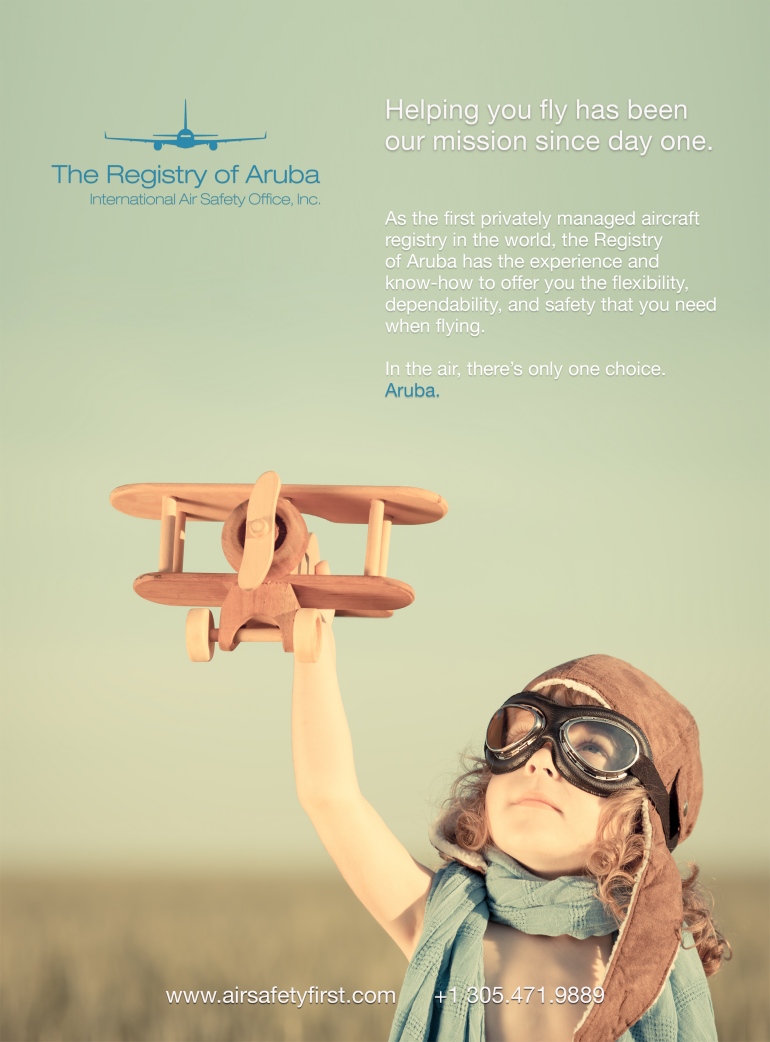 The Registry of Aruba
International Air Safety Office, Inc.
Helping you fly has been
our mission since day one.
As the first privately managed aircraft
registry in the world, the Registry
of Aruba has the experience and
know-how to offer you the flexibility,
dependability, and safety that you need
when flying.
In the air, there's only one choice.
Aruba.
www.airsafetyfirst.com +1 305.471.9889